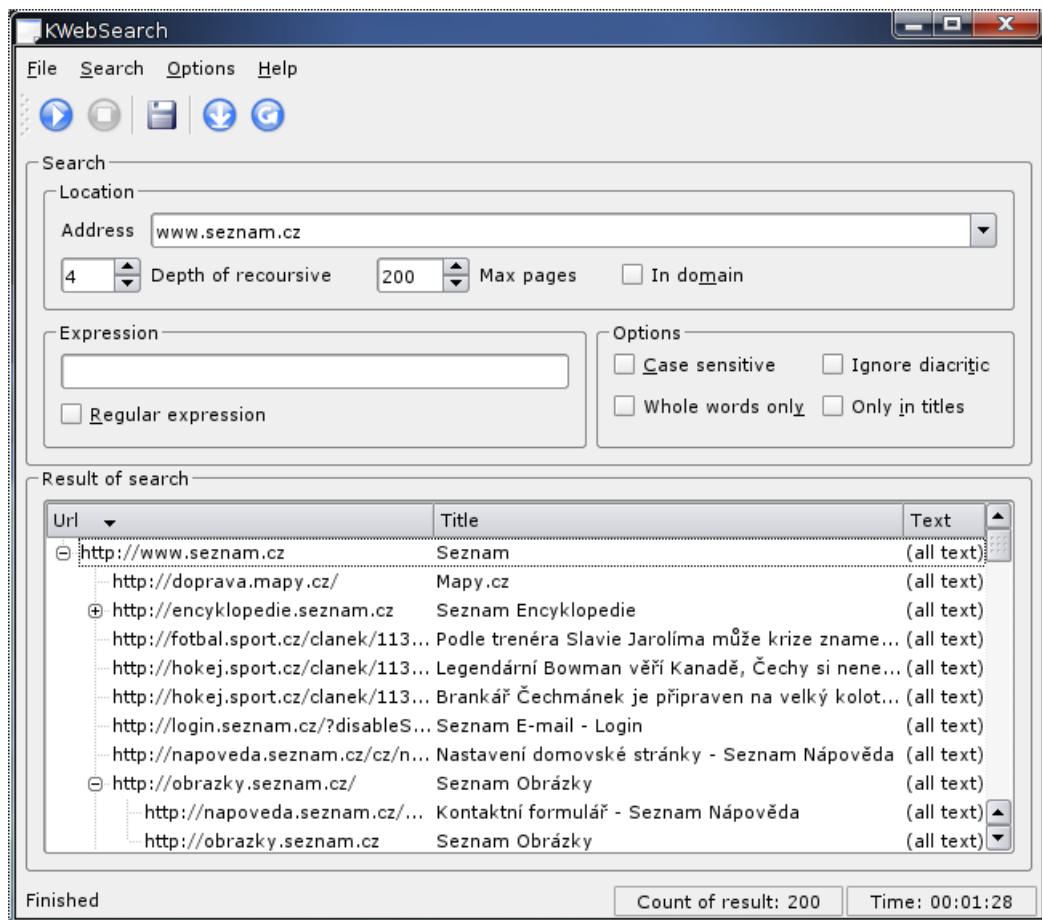 KWebSearch
File Search Options Help
Search
Location
Address www.seznam.cz
4 Depth of recoursive 200 Max pages In domain
Expression
Options
Case sensitive Ignore diacritic
Regular expression
Whole words only Only in titles
Result of search
Url Title Text
http://www.seznam.cz Seznam (all text)
http://doprava.mapy.cz/ Mapy.cz (all text)
http://encyklopedie.seznam.cz Seznam Encyklopedie (all text)
http://fotbal.sport.cz/clanek/113... Podle trenéra Slavie Jarolíma může krize zname... (all text)
http://hokej.sport.cz/clanek/113... Legendární Bowman věří Kanadě, Čechy si nene... (all text)
http://hokej.sport.cz/clanek/113... Brankář Čechmánek je připraven na velký kolot... (all text)
http://login.seznam.cz/?disableS... Seznam E-mail - Login (all text)
http://napoveda.seznam.cz/cz/n... Nastavení domovské stránky - Seznam Nápověda (all text)
http://obrazky.seznam.cz/ Seznam Obrázky (all text)
http://napoveda.seznam.cz/... Kontaktní formulář - Seznam Nápověda (all text)
http://obrazky.seznam.cz Seznam Obrázky (all text)
Finished Count of result: 200 Time: 00:01:28